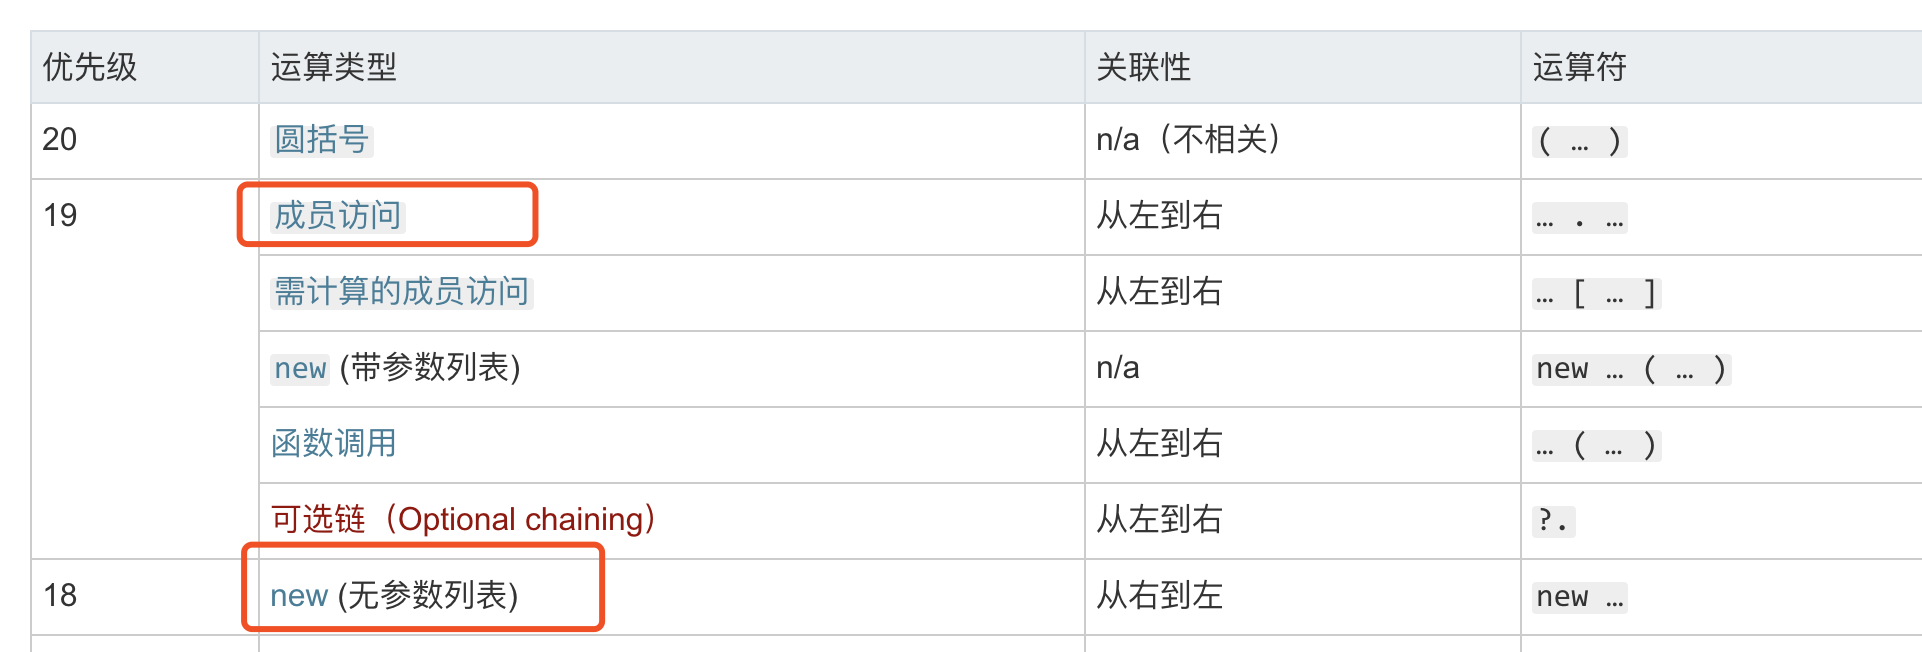 优先级 运算类型 关联性 运算符
20 圆括号 n/a（不相关） ( … )
19 成员访问 从左到右 … . …
需计算的成员访问 从左到右 … [ … ]
new (带参数列表) n/a new … ( … )
函数调用 从左到右 … ( … )
可选链（Optional chaining） 从左到右 ?.
18 new (无参数列表) 从右到左 new …